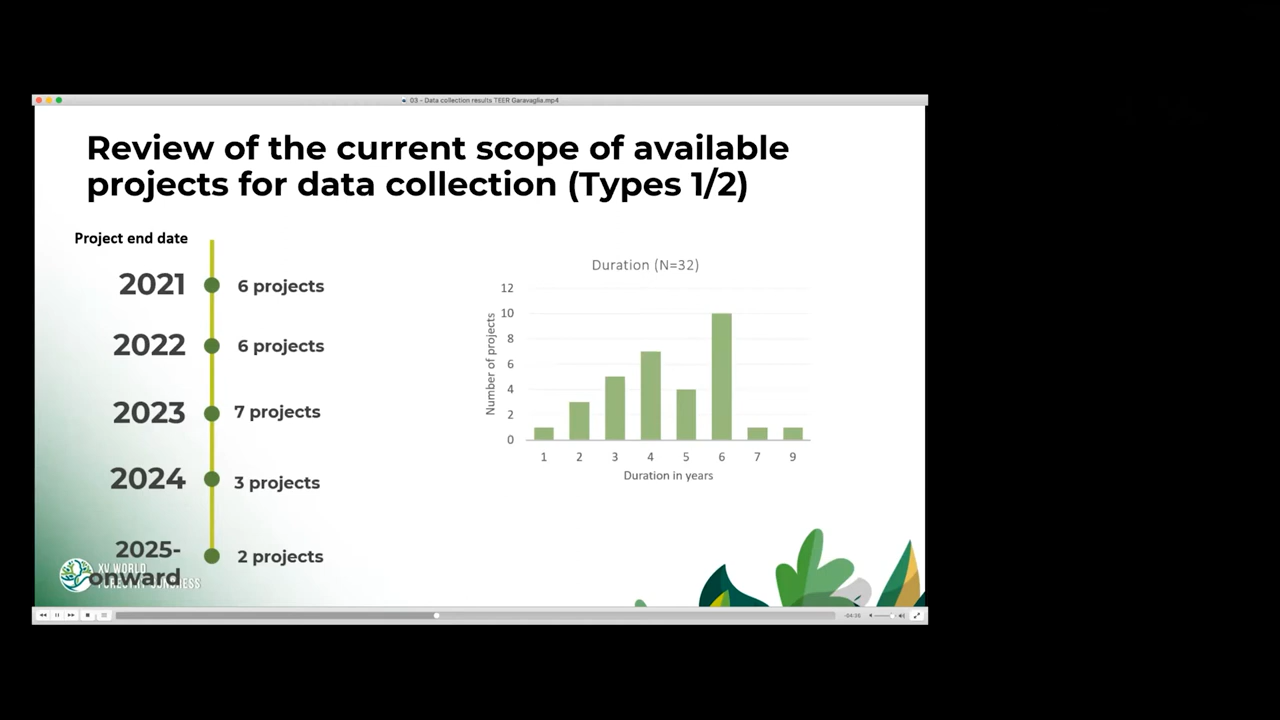 03 - Data collection results TEER Garavaglia.mp4
Review of the current scope of available
projects for data collection (Types 1/2)
Project end date
2021
6 projects
2022
6 projects
2023
7 projects
2024
3 projects
2025-
onward
2 projects
XV WORLD
FORESTRY CONGRESS
Duration (N=32)
Number of projects
12
10
8
6
4
2
0
1 2 3 4 5 6 7 9
Duration in years
-04:36